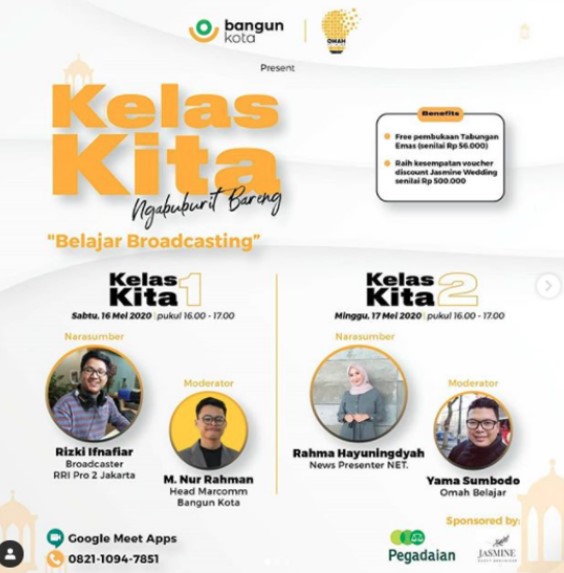 bangun
kota
OMAH
Present
Kelas
Kita
Ngabuburit Bareng
"Belajar Broadcasting"
Benefits
Free pembukaan Tabungan
Emas (senilai Rp 56.000)
Raih kesempatan voucher
discount Jasmine Wedding
senilai Rp 500.000
Kelas
Kita 1
Sabtu, 16 Mei 2020 | pukul 16.00 - 17.00
Narasumber
Rizki Ifnafiar
Broadcaster
RRI Pro 2 Jakarta
Moderator
M. Nur Rahman
Head Marcomm
Bangun Kota
Kelas
Kita 2
Minggu, 17 Mei 2020 | pukul 16.00 - 17.00
Narasumber
Rahma Hayuningdyah
News Presenter NET.
Moderator
Yama Sumbodo
Omah Belajar
Google Meet Apps
0821-1094-7851
Sponsored by:
Pegadaian
JASMINE